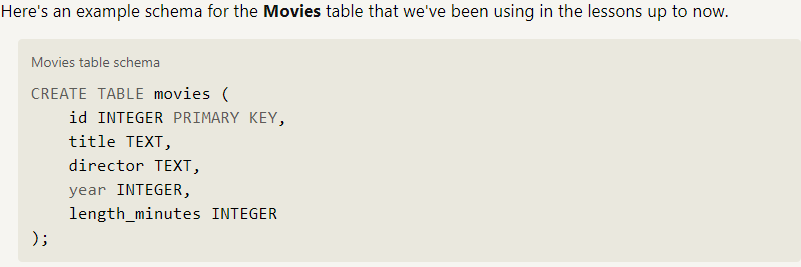 Here's an example schema for the Movies table that we've been using in the lessons up to now.
Movies table schema
CREATE TABLE movies (
    id INTEGER PRIMARY KEY,
    title TEXT,
    director TEXT,
    year INTEGER,
    length_minutes INTEGER
);